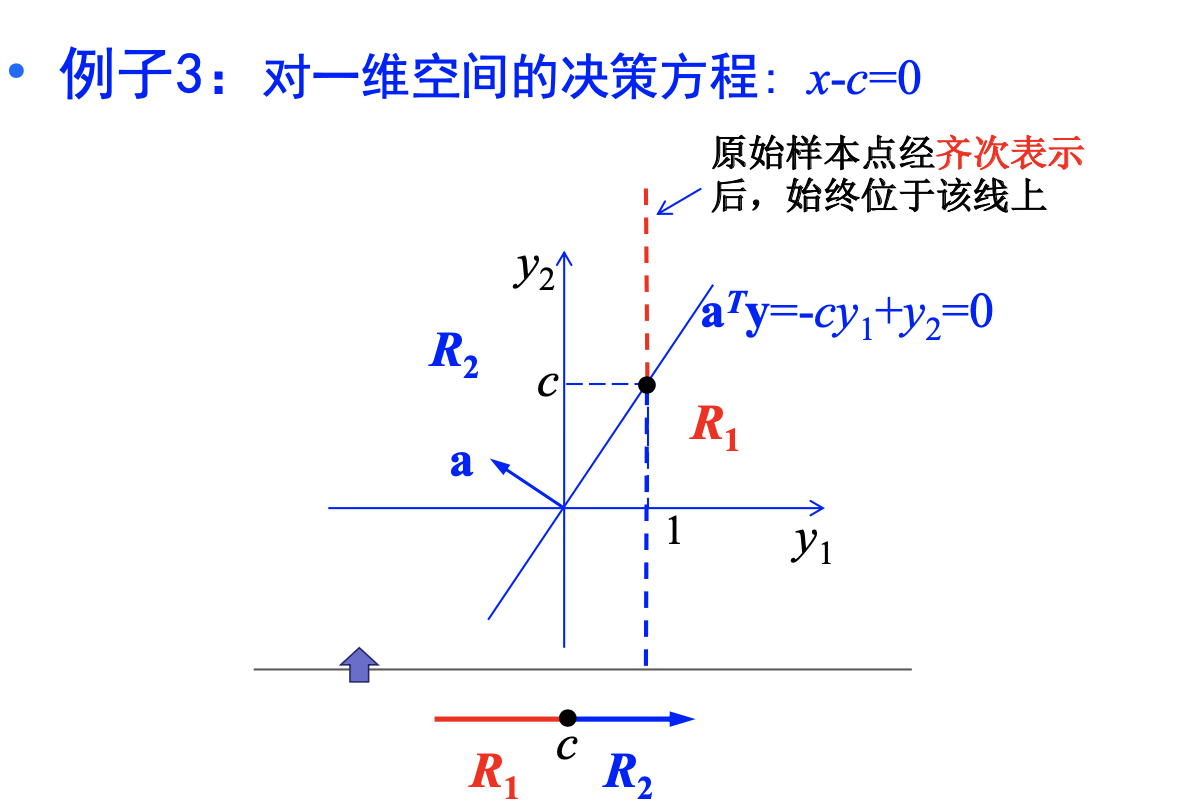 • 例子3：对一维空间的决策方程：x-c=0
原始样本点经齐次表示
后，始终位于该线上
y₂
aᵀy=-cy₁+y₂=0
R₂
c
R₁
a
1
y₁
c
R₁
R₂